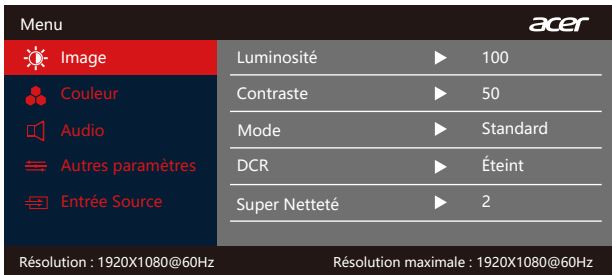 Menu acer
Image Luminosité 100
Couleur Contraste 50
Audio Mode Standard
Autres paramètres DCR Éteint
Entrée Source Super Netteté 2
Résolution : 1920X1080@60Hz Résolution maximale : 1920X1080@60Hz